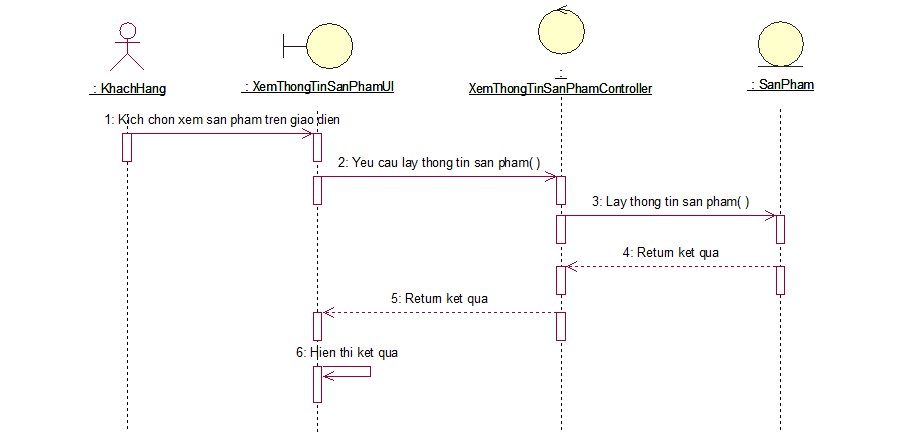 : KhachHang
: XemThongTinSanPhamUI
:
XemThongTinSanPhamController
: SanPham
1: Kich chon xem san pham tren giao dien
2: Yeu cau lay thong tin san pham( )
3: Lay thong tin san pham( )
4: Return ket qua
5: Return ket qua
6: Hien thi ket qua